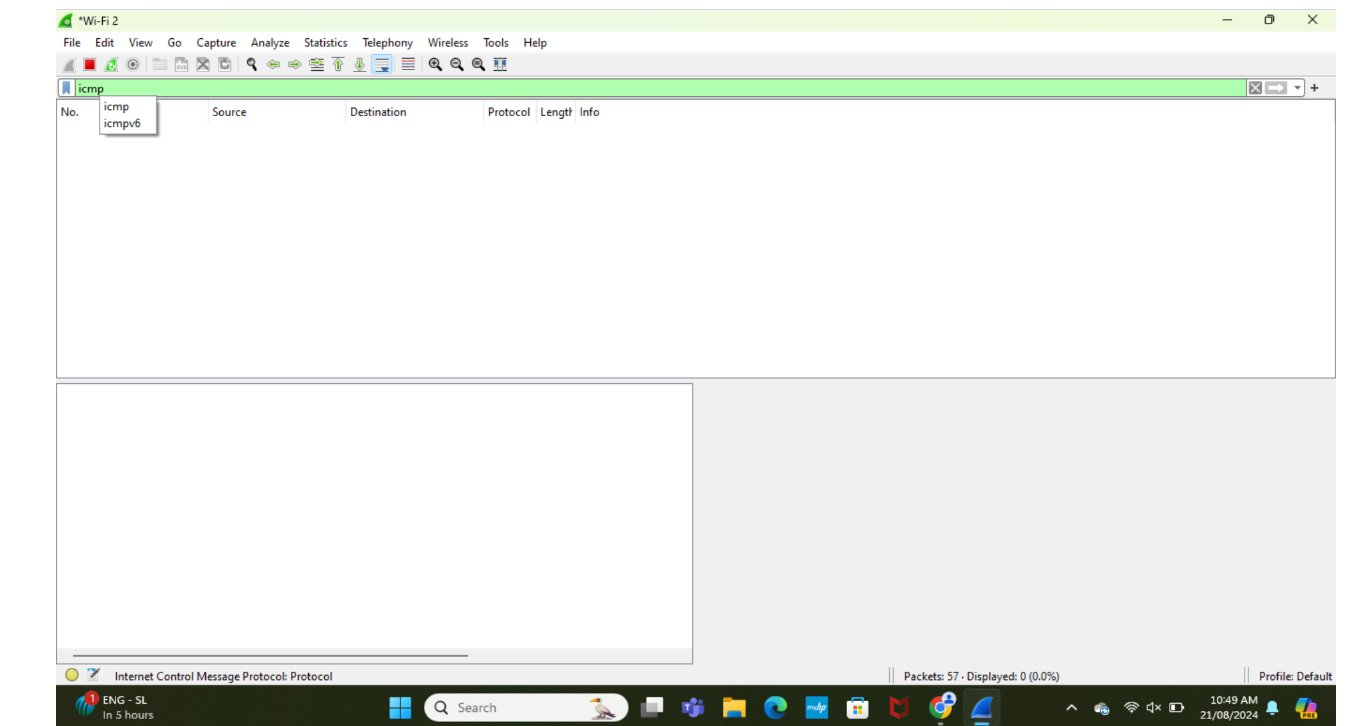 *Wi-Fi 2
File Edit View Go Capture Analyze Statistics Telephony Wireless Tools Help
icmp
No. Source Destination Protocol Length Info
icmp
icmpv6
Internet Control Message Protocol: Protocol
Packets: 57 · Displayed: 0 (0.0%)
Profile: Default
1
ENG - SL
In 5 hours
Search
10:49 AM
21/08/2024
PRE